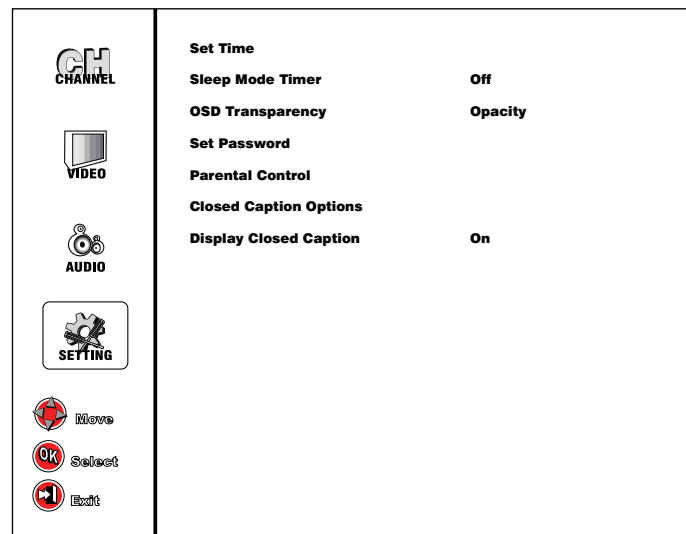 CH
CHANNEL
VIDEO
AUDIO
SETTING
Move
OK Select
Exit
Set Time
Sleep Mode Timer Off
OSD Transparency Opacity
Set Password
Parental Control
Closed Caption Options
Display Closed Caption On